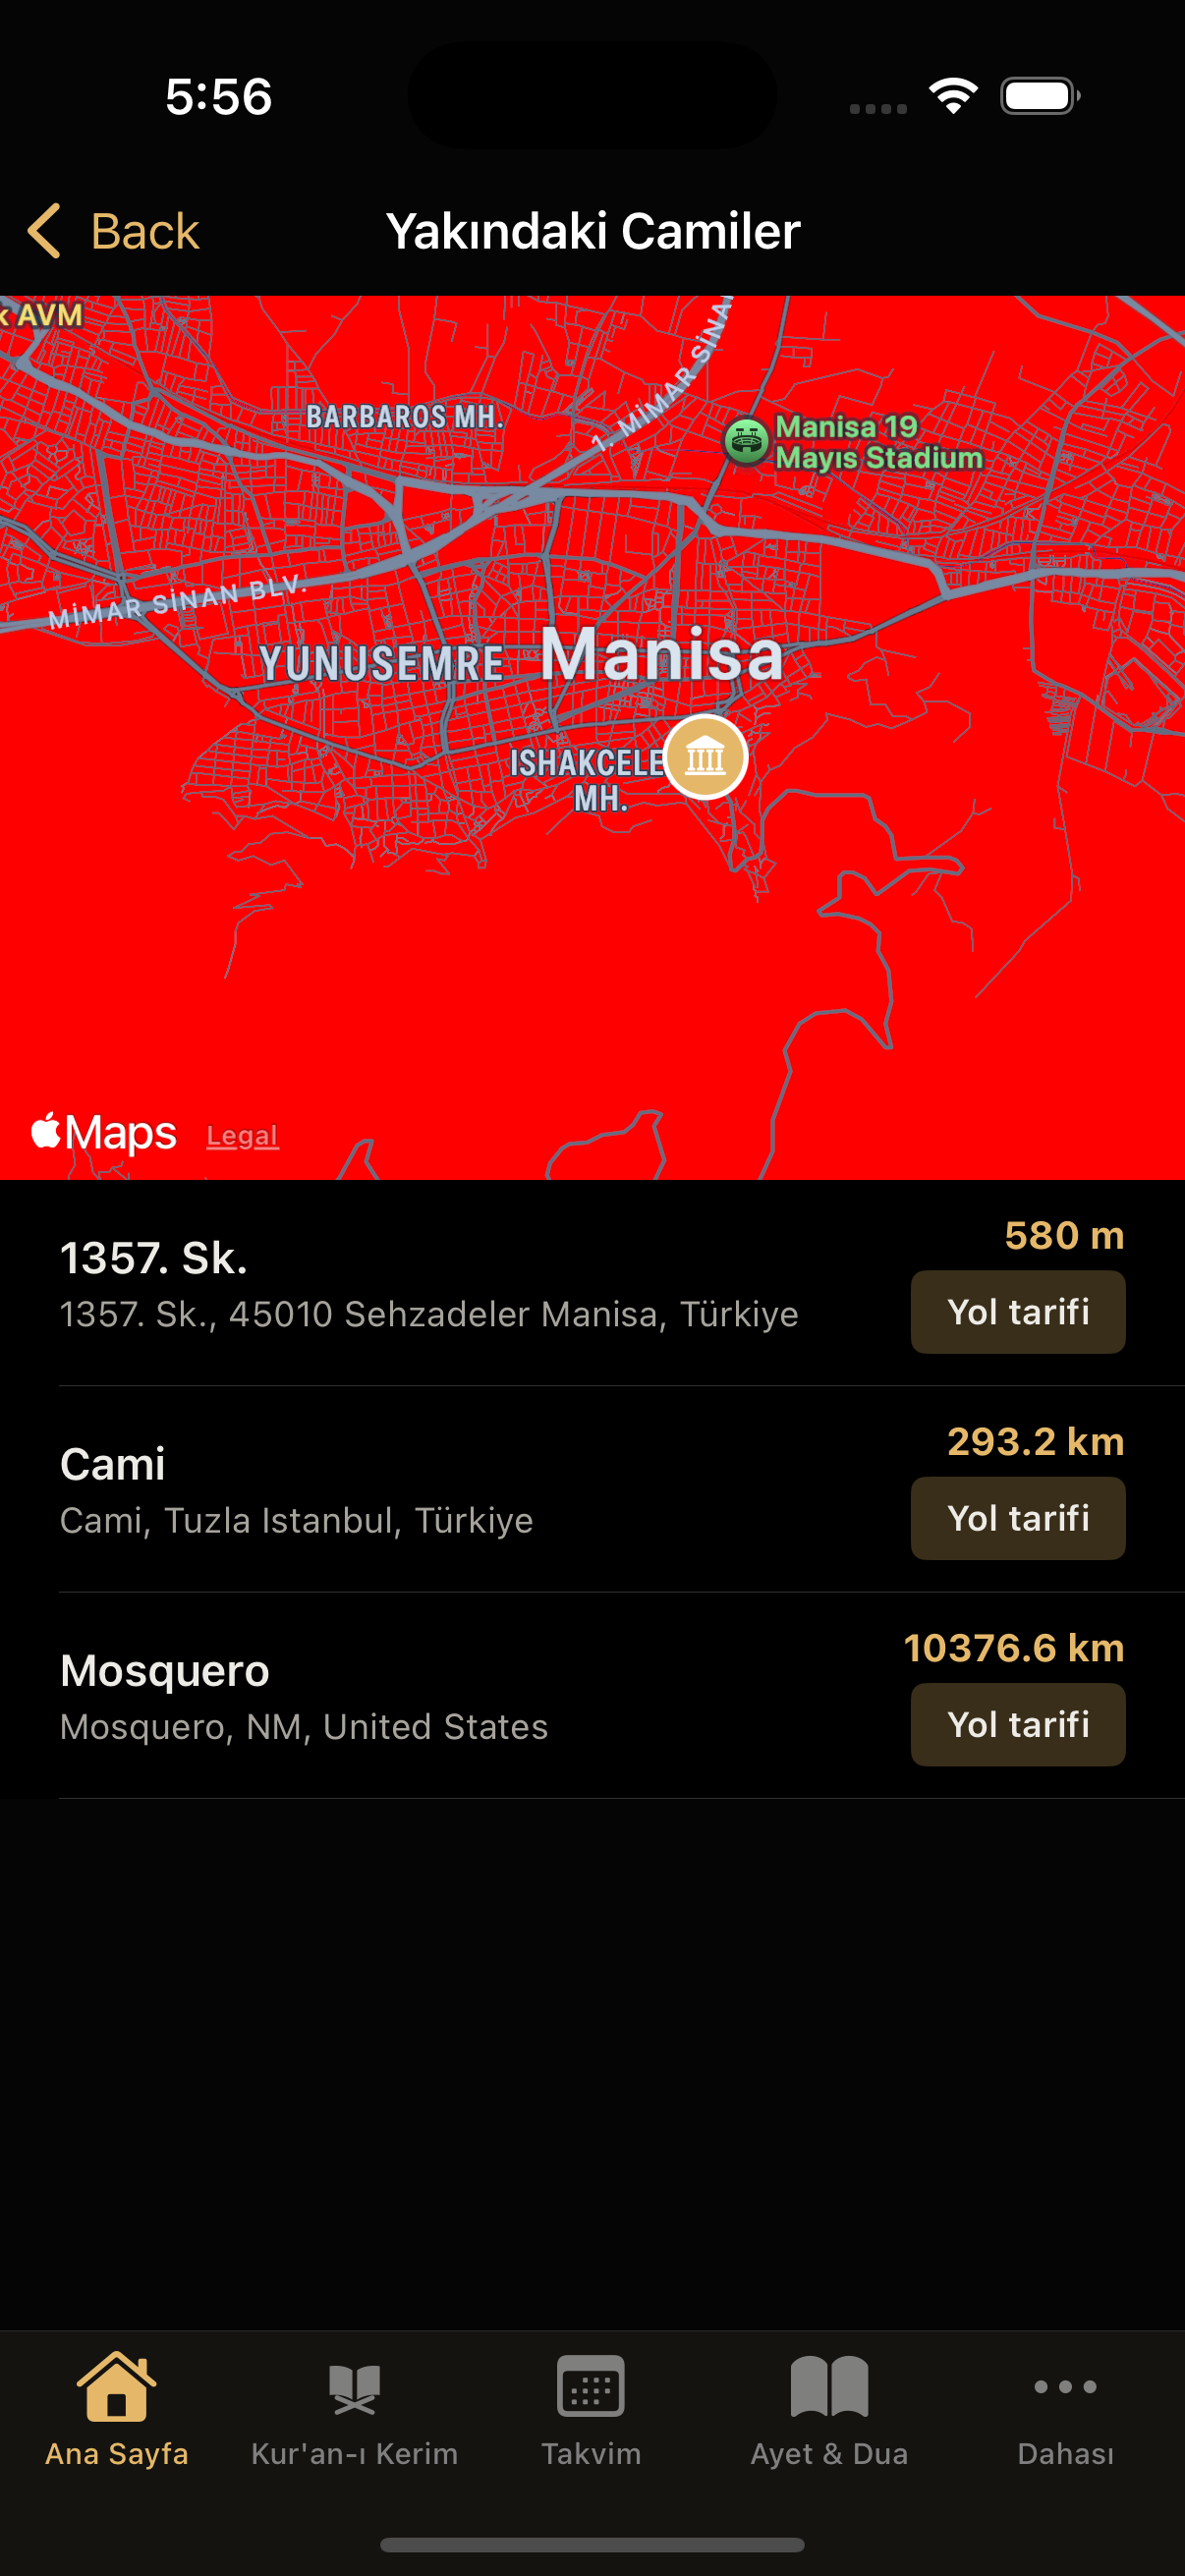 5:56
Back
Yakındaki Camiler
k AVM
BARBAROS MH.
1. MİMAR SİNA
Manisa 19
Mayıs Stadium
MİMAR SİNAN BLV.
YUNUSEMRE
Manisa
ISHAKCELE
MH.
Maps
Legal
1357. Sk.
580 m
1357. Sk., 45010 Sehzadeler Manisa, Türkiye
Yol tarifi
Cami
293.2 km
Cami, Tuzla Istanbul, Türkiye
Yol tarifi
Mosquero
10376.6 km
Mosquero, NM, United States
Yol tarifi
Ana Sayfa
Kur'an-ı Kerim
Takvim
Ayet & Dua
Dahası